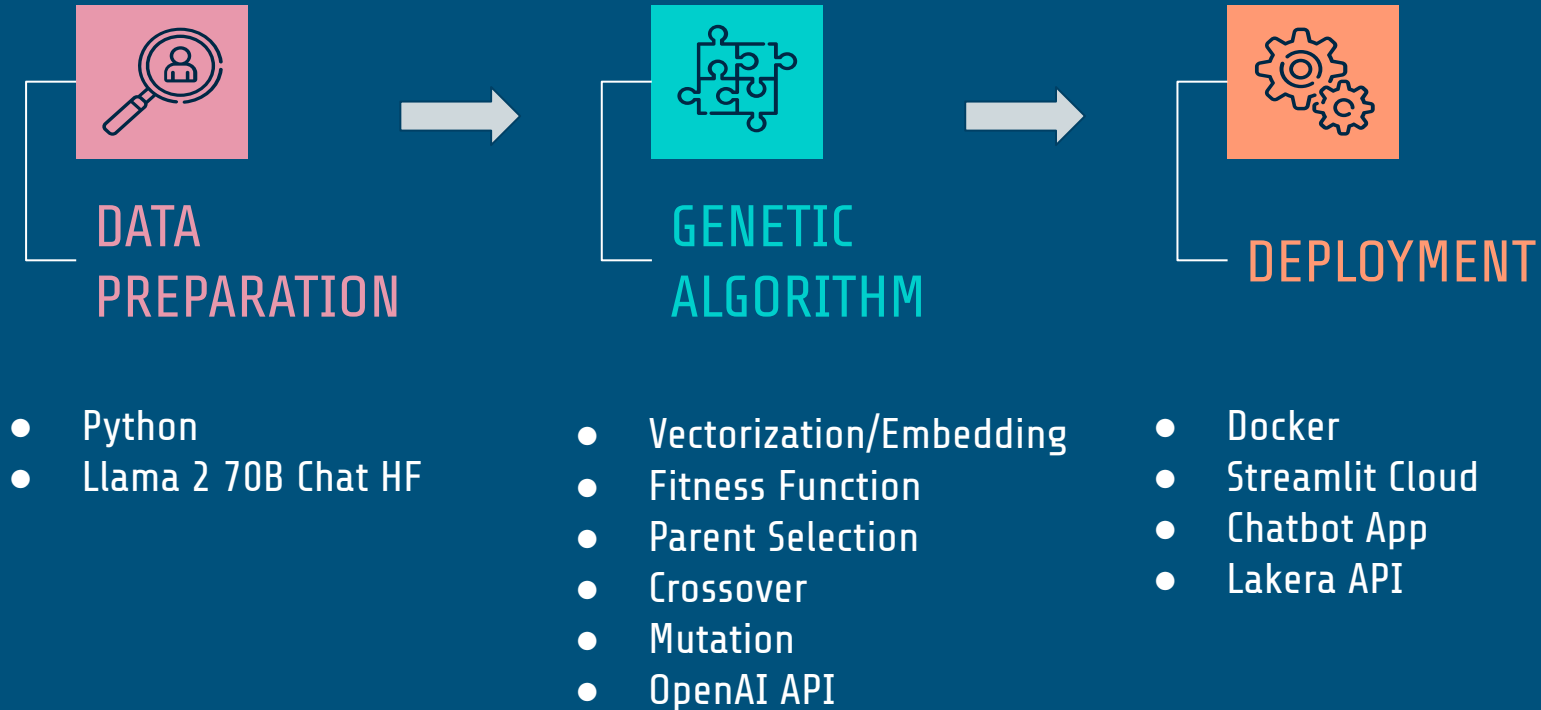 DATA
PREPARATION
GENETIC
ALGORITHM
DEPLOYMENT
● Python
● Llama 2 70B Chat HF
● Vectorization/Embedding
● Fitness Function
● Parent Selection
● Crossover
● Mutation
● OpenAI API
● Docker
● Streamlit Cloud
● Chatbot App
● Lakera API